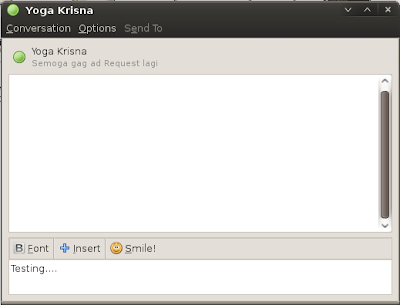 Yoga Krisna
Conversation Options Send To
Yoga Krisna
Semoga gag ad Request lagi
B Font Insert Smile!
Testing....